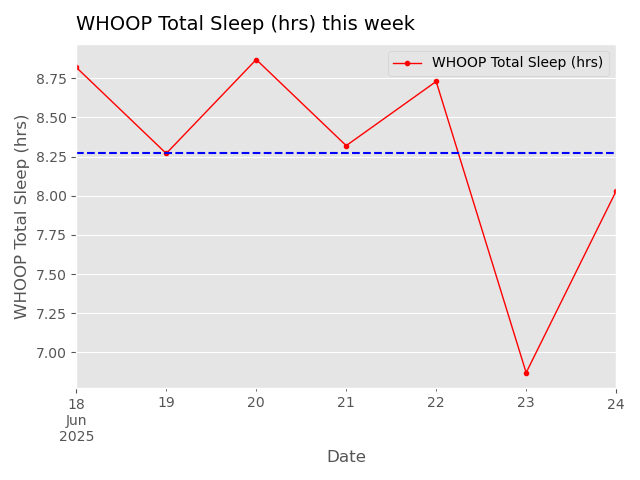 WHOOP Total Sleep (hrs) this week
WHOOP Total Sleep (hrs)
WHOOP Total Sleep (hrs)
8.75
8.50
8.25
8.00
7.75
7.50
7.25
7.00
18 19 20 21 22 23 24
Jun
2025
Date